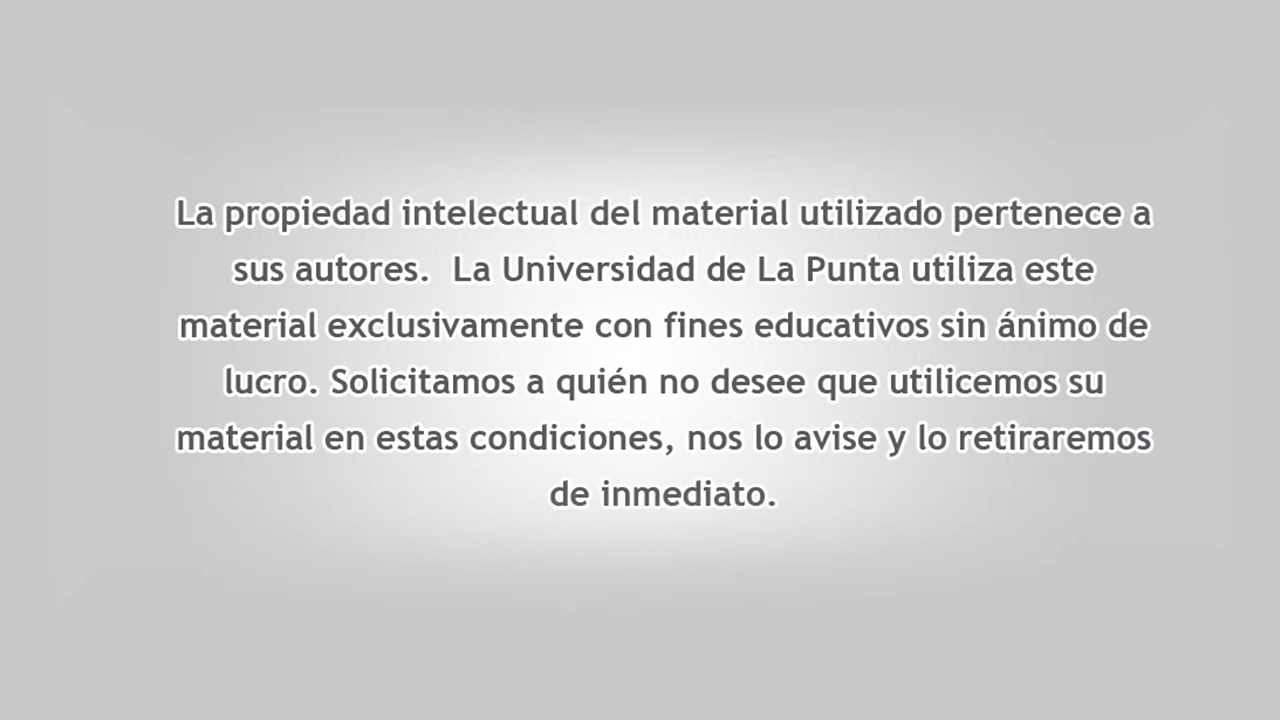 La propiedad intelectual del material utilizado pertenece a
sus autores.  La Universidad de La Punta utiliza este
material exclusivamente con fines educativos sin ánimo de
lucro. Solicitamos a quién no desee que utilicemos su
material en estas condiciones, nos lo avise y lo retiraremos
de inmediato.